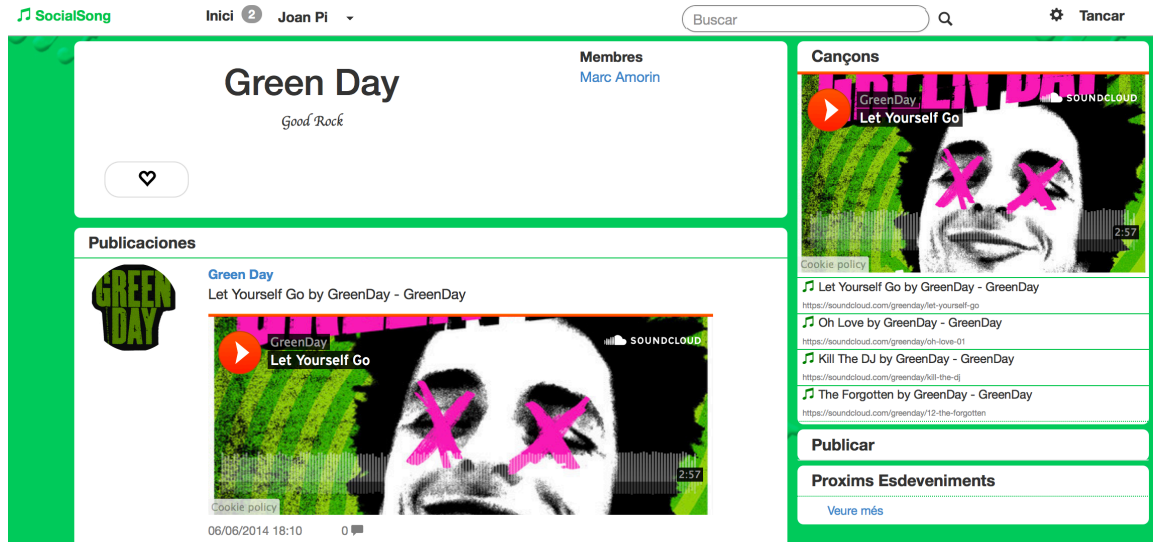 SocialSong
Inici 2 Joan Pi
Buscar
Tancar
Green Day
Good Rock
Membres
Marc Amorin
Publicaciones
GREEN
DAY
Green Day
Let Yourself Go by GreenDay - GreenDay
GreenDay
Let Yourself Go
SOUNDCLOUD
2:57
Cookie policy
06/06/2014 18:10 0
Cançons
GREEN DAY
GreenDay
Let Yourself Go
SOUNDCLOUD
2:57
Cookie policy
Let Yourself Go by GreenDay - GreenDay
https://soundcloud.com/greenday/let-yourself-go
Oh Love by GreenDay - GreenDay
https://soundcloud.com/greenday/oh-love-01
Kill The DJ by GreenDay - GreenDay
https://soundcloud.com/greenday/kill-the-dj
The Forgotten by GreenDay - GreenDay
https://soundcloud.com/greenday/12-the-forgotten
Publicar
Proxims Esdeveniments
Veure més